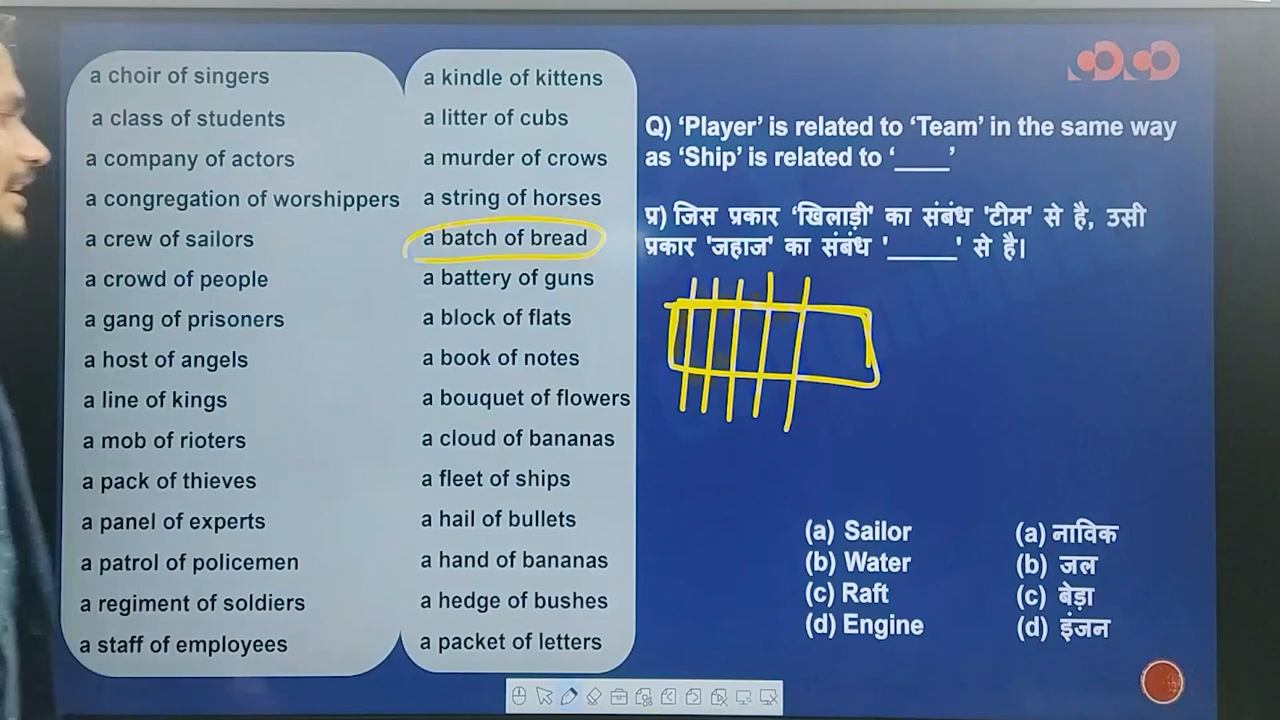 a choir of singers
a class of students
a company of actors
a congregation of worshippers
a crew of sailors
a crowd of people
a gang of prisoners
a host of angels
a line of kings
a mob of rioters
a pack of thieves
a panel of experts
a patrol of policemen
a regiment of soldiers
a staff of employees
a kindle of kittens
a litter of cubs
a murder of crows
a string of horses
a batch of bread
a battery of guns
a block of flats
a book of notes
a bouquet of flowers
a cloud of bananas
a fleet of ships
a hail of bullets
a hand of bananas
a hedge of bushes
a packet of letters
Q) ‘Player’ is related to ‘Team’ in the same way
as ‘Ship’ is related to ‘____’
प्र) जिस प्रकार ‘खिलाड़ी' का संबंध 'टीम' से है, उसी
प्रकार 'जहाज' का संबंध '_____' से है।
(a) Sailor
(b) Water
(c) Raft
(d) Engine
(a) नाविक
(b) जल
(c) बेड़ा
(d) इंजन